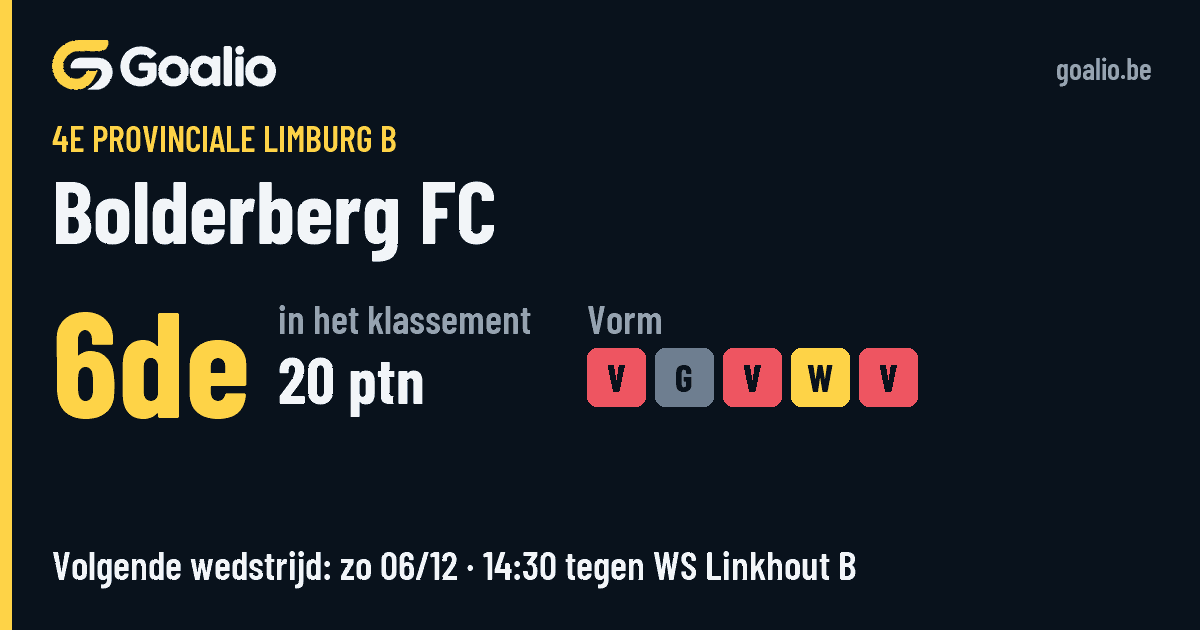 Goalio
goalio.be
4E PROVINCIALE LIMBURG B
Bolderberg FC
6de
in het klassement
20 ptn
Vorm
V G V W V
Volgende wedstrijd: zo 06/12 · 14:30 tegen WS Linkhout B